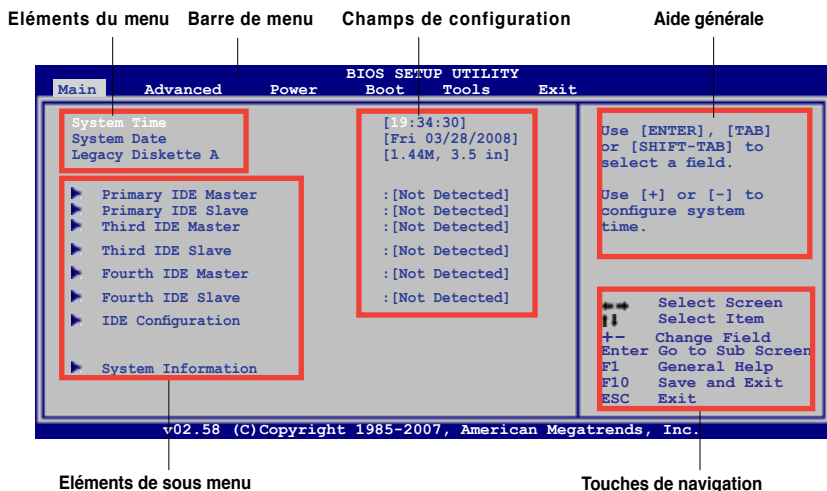 Eléments du menu Barre de menu Champs de configuration Aide générale
BIOS SETUP UTILITY
Main Advanced Power Boot Tools Exit
System Time [19:34:30]
System Date [Fri 03/28/2008]
Legacy Diskette A [1.44M, 3.5 in]
Primary IDE Master :[Not Detected]
Primary IDE Slave :[Not Detected]
Third IDE Master :[Not Detected]
Third IDE Slave :[Not Detected]
Fourth IDE Master :[Not Detected]
Fourth IDE Slave :[Not Detected]
IDE Configuration
System Information
Use [ENTER], [TAB]
or [SHIFT-TAB] to
select a field.
Use [+] or [-] to
configure system
time.
Select Screen
Select Item
+- Change Field
Enter Go to Sub Screen
F1 General Help
F10 Save and Exit
ESC Exit
v02.58 (C)Copyright 1985-2007, American Megatrends, Inc.
Eléments de sous menu Touches de navigation